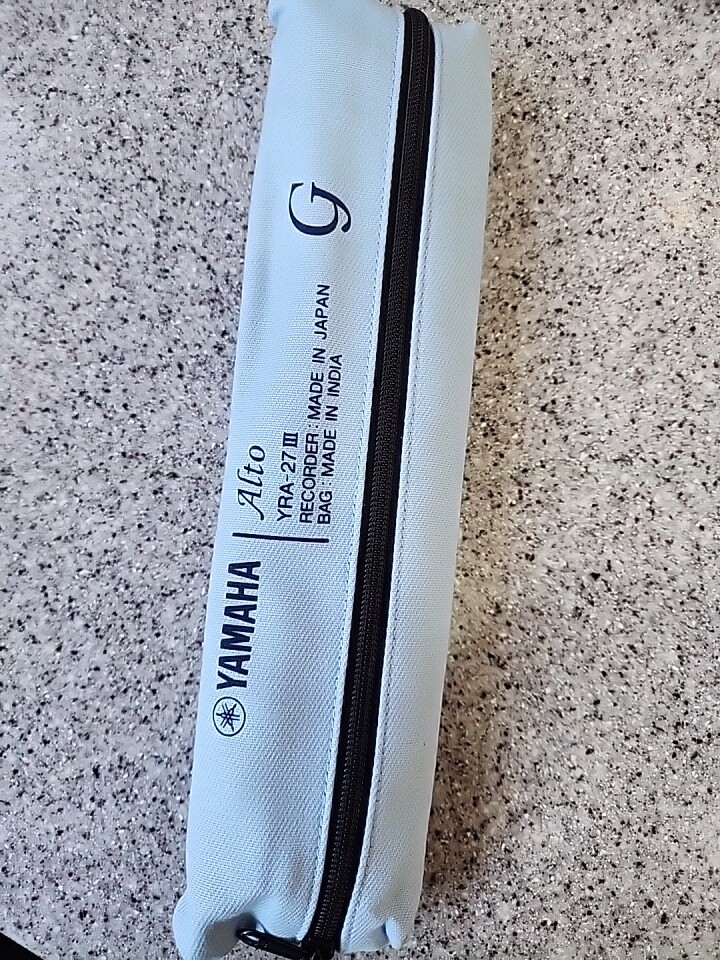 YAMAHA
Alto
YRA-27III
RECORDER : MADE IN JAPAN
BAG : MADE IN INDIA
G